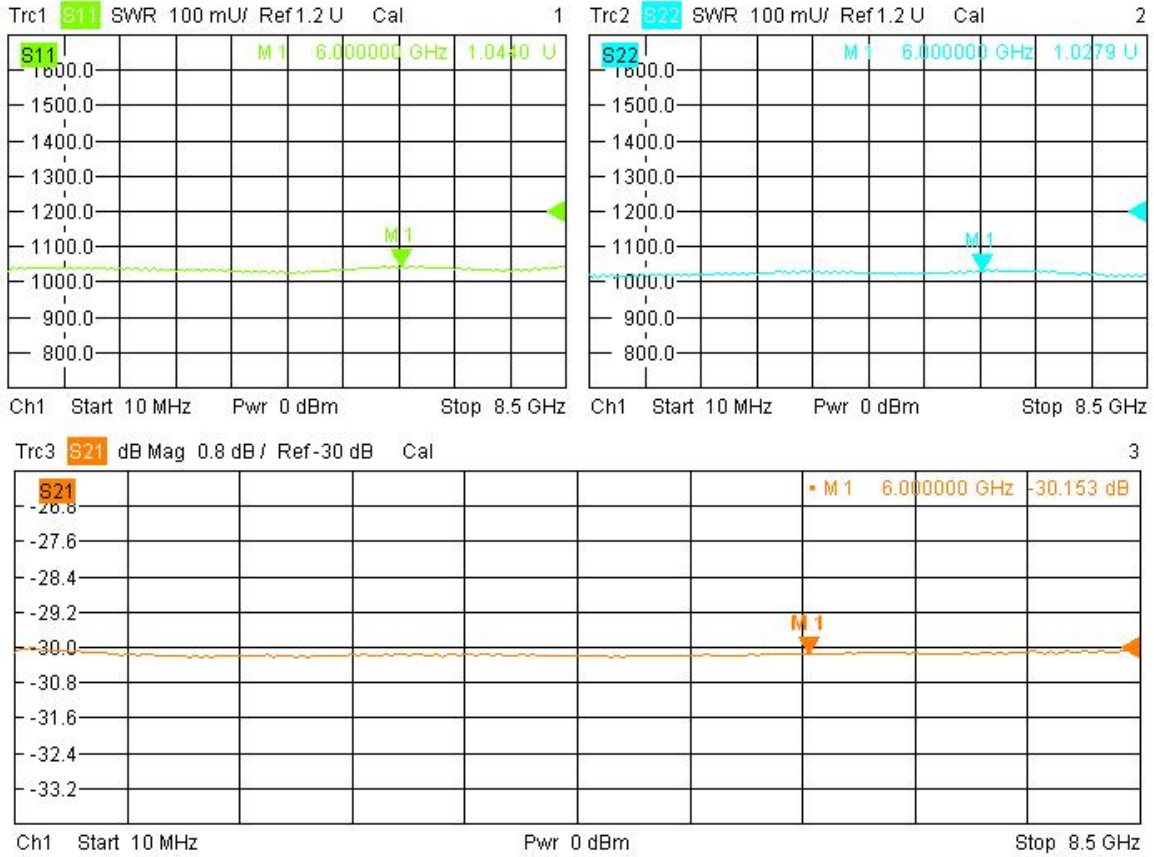 Trc1 S11 SWR 100 mU/ Ref 1.2 U Cal 1
S11 M 1 6.000000 GHz 1.0440 U
1600.0
1500.0
1400.0
1300.0
1200.0
1100.0
M 1
1000.0
900.0
800.0
Ch1 Start 10 MHz Pwr 0 dBm Stop 8.5 GHz
Trc2 S22 SWR 100 mU/ Ref 1.2 U Cal 2
S22 M 1 6.000000 GHz 1.0279 U
1600.0
1500.0
1400.0
1300.0
1200.0
1100.0
M 1
1000.0
900.0
800.0
Ch1 Start 10 MHz Pwr 0 dBm Stop 8.5 GHz
Trc3 S21 dB Mag 0.8 dB / Ref -30 dB Cal 3
S21 • M 1 6.000000 GHz -30.153 dB
-26.8
-27.6
-28.4
-29.2
M 1
-30.0
-30.8
-31.6
-32.4
-33.2
Ch1 Start 10 MHz Pwr 0 dBm Stop 8.5 GHz